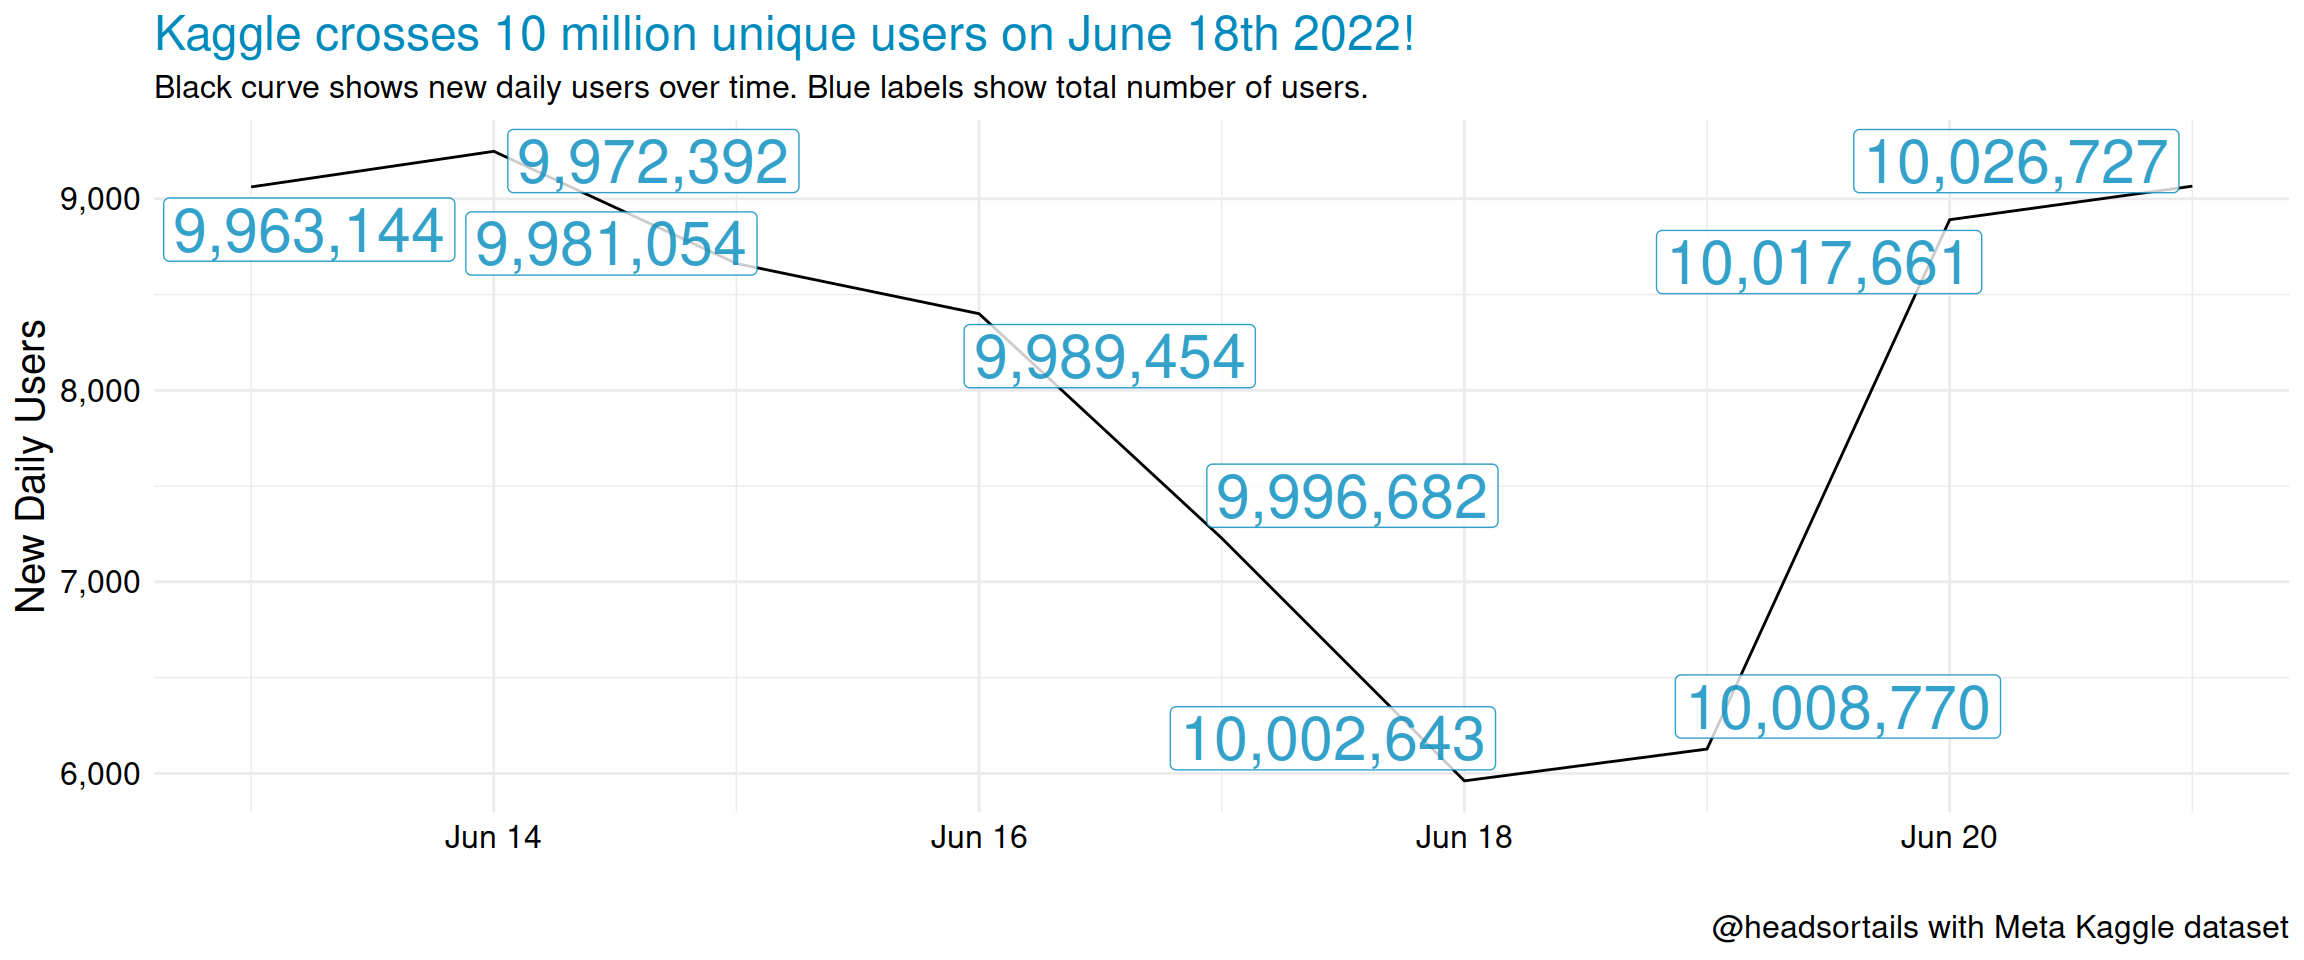 Kaggle crosses 10 million unique users on June 18th 2022!
Black curve shows new daily users over time. Blue labels show total number of users.
New Daily Users
9,000
8,000
7,000
6,000
9,963,144
9,972,392
9,981,054
9,989,454
9,996,682
10,002,643
10,008,770
10,017,661
10,026,727
Jun 14
Jun 16
Jun 18
Jun 20
@headsortails with Meta Kaggle dataset